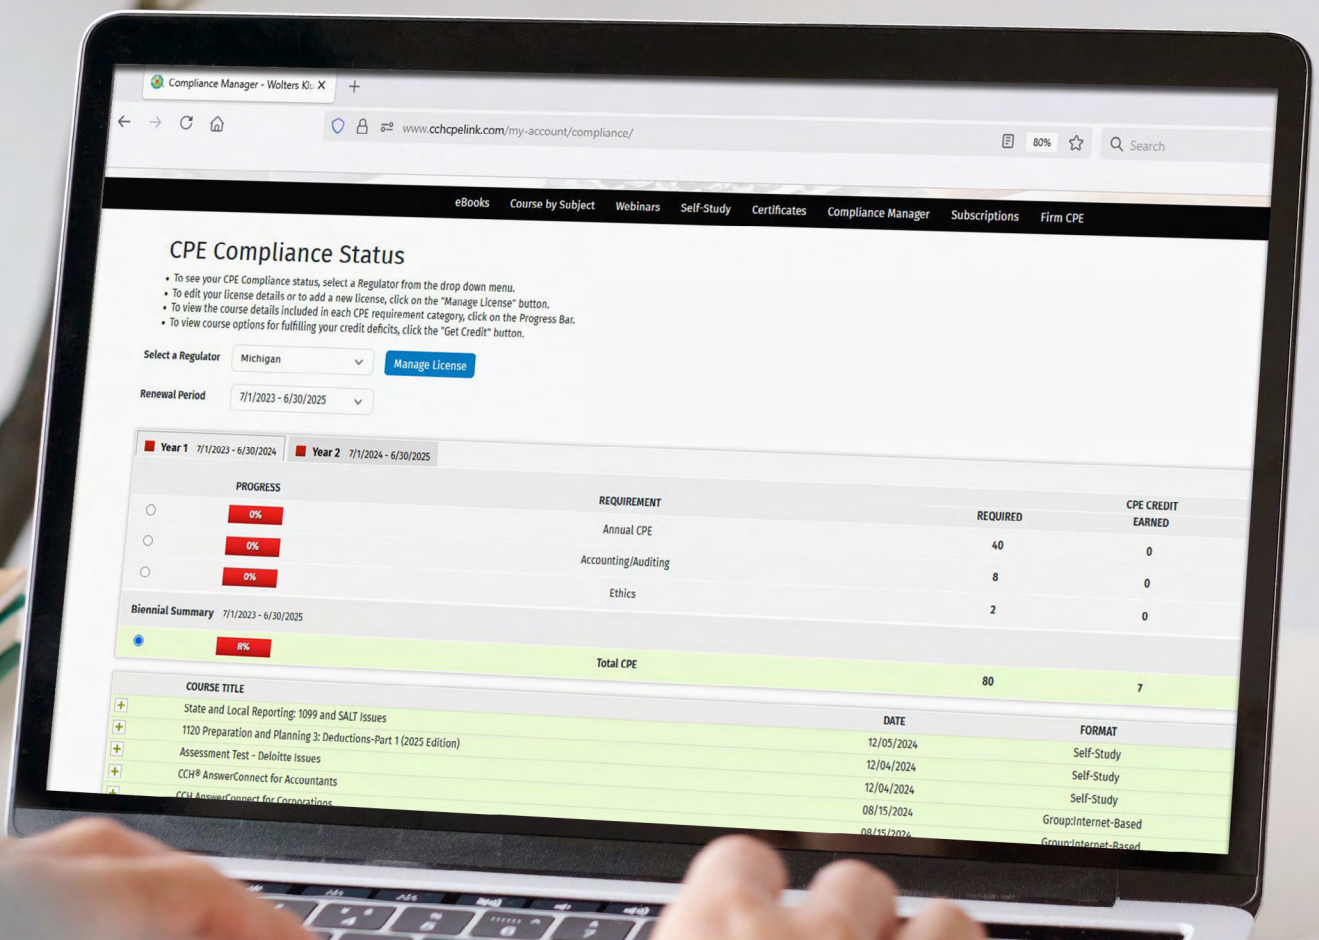 Compliance Manager - Wolters Klu
www.cchcpelink.com/my-account/compliance/
80%
Search
eBooks Course by Subject Webinars Self-Study Certificates Compliance Manager Subscriptions Firm CPE
CPE Compliance Status
• To see your CPE Compliance status, select a Regulator from the drop down menu.
• To edit your license details or to add a new license, click on the "Manage License" button.
• To view the course details included in each CPE requirement category, click on the Progress Bar.
• To view course options for fulfilling your credit deficits, click the "Get Credit" button.
Select a Regulator Michigan Manage License
Renewal Period 7/1/2023 - 6/30/2025
Year 1 7/1/2023 - 6/30/2024 Year 2 7/1/2024 - 6/30/2025
PROGRESS REQUIREMENT REQUIRED CPE CREDIT EARNED
0% Annual CPE 40 0
0% Accounting/Auditing 8 0
0% Ethics 2 0
Biennial Summary 7/1/2023 - 6/30/2025
8% Total CPE 80 7
COURSE TITLE DATE FORMAT
State and Local Reporting: 1099 and SALT Issues 12/05/2024 Self-Study
1120 Preparation and Planning 3: Deductions-Part 1 (2025 Edition) 12/04/2024 Self-Study
Assessment Test - Deloitte Issues 12/04/2024 Self-Study
CCH® AnswerConnect for Accountants 08/15/2024 Group:Internet-Based
CCH AnswerConnect for Corporations 08/15/2024 Group:Internet-Based